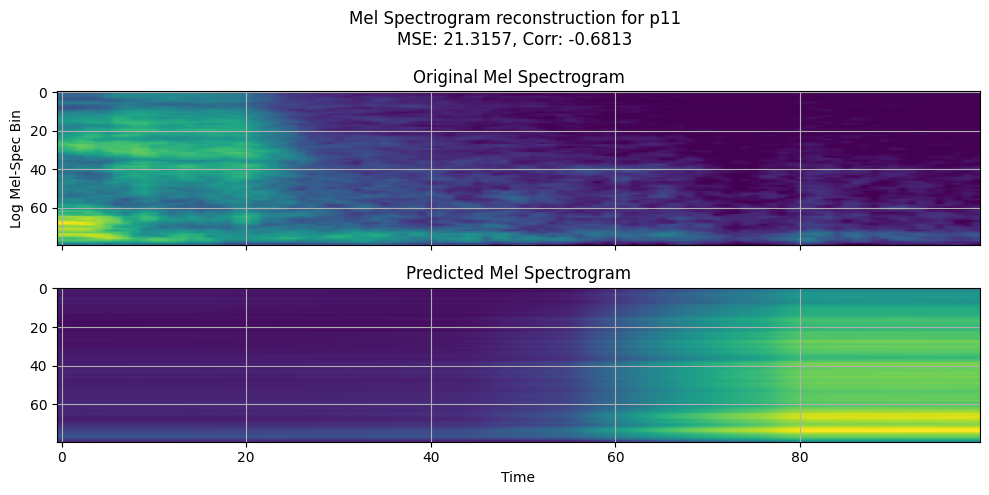 Mel Spectrogram reconstruction for p11
MSE: 21.3157, Corr: -0.6813
Original Mel Spectrogram
Log Mel-Spec Bin
0
20
40
60
Predicted Mel Spectrogram
0
20
40
60
0 20 40 60 80
Time